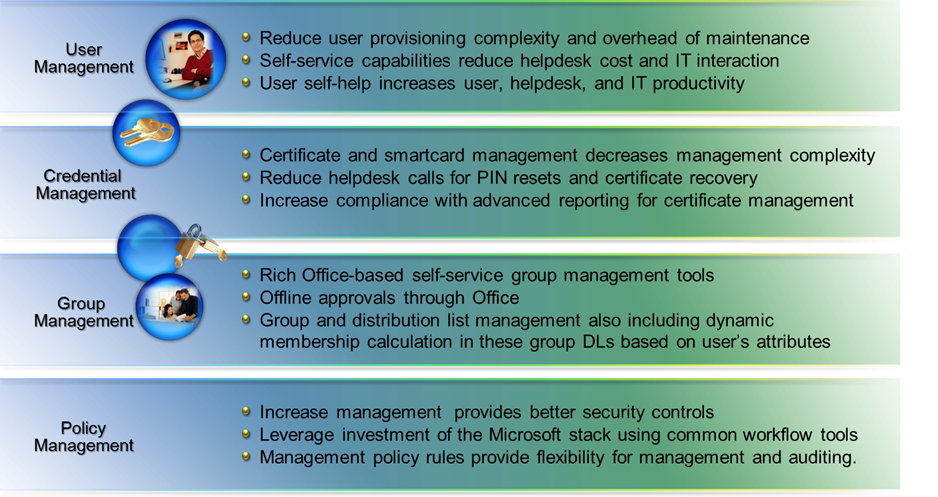 User
Management
Reduce user provisioning complexity and overhead of maintenance
Self-service capabilities reduce helpdesk cost and IT interaction
User self-help increases user, helpdesk, and IT productivity
Credential
Management
Certificate and smartcard management decreases management complexity
Reduce helpdesk calls for PIN resets and certificate recovery
Increase compliance with advanced reporting for certificate management
Group
Management
Rich Office-based self-service group management tools
Offline approvals through Office
Group and distribution list management also including dynamic
membership calculation in these group DLs based on user's attributes
Policy
Management
Increase management provides better security controls
Leverage investment of the Microsoft stack using common workflow tools
Management policy rules provide flexibility for management and auditing.